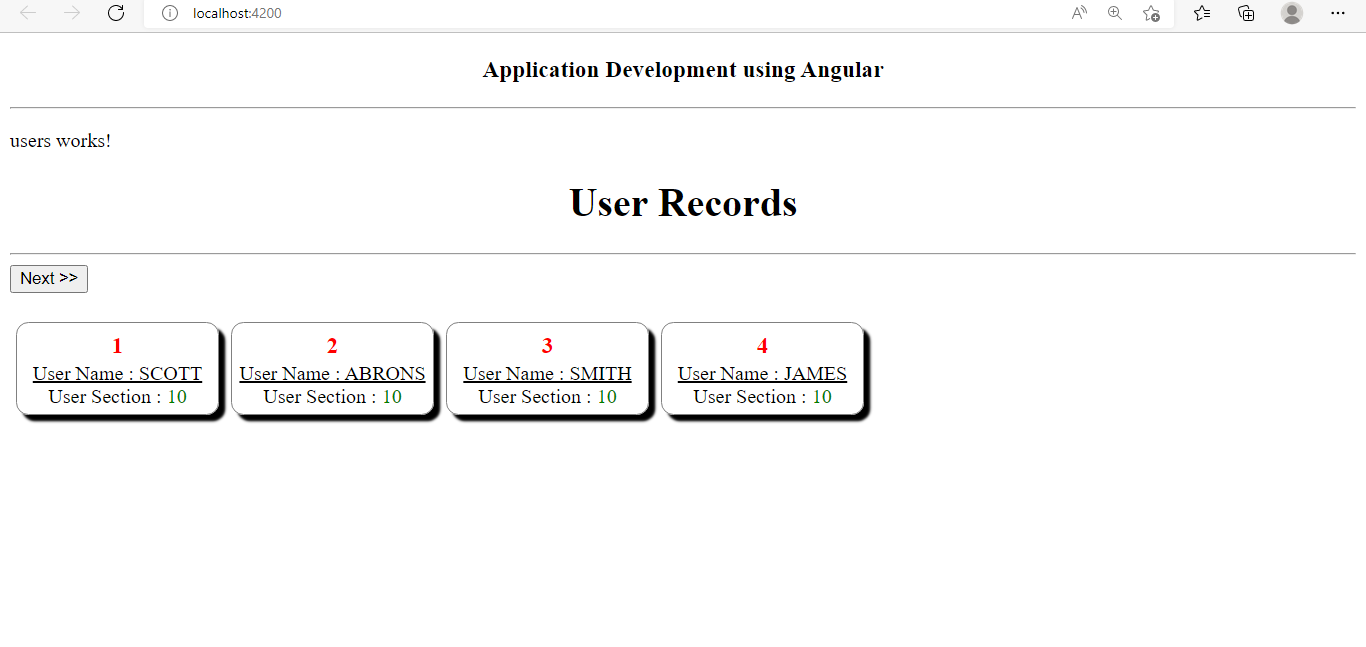 localhost:4200
Application Development using Angular
users works!
User Records
Next >>
1
User Name : SCOTT
User Section : 10
2
User Name : ABRONS
User Section : 10
3
User Name : SMITH
User Section : 10
4
User Name : JAMES
User Section : 10